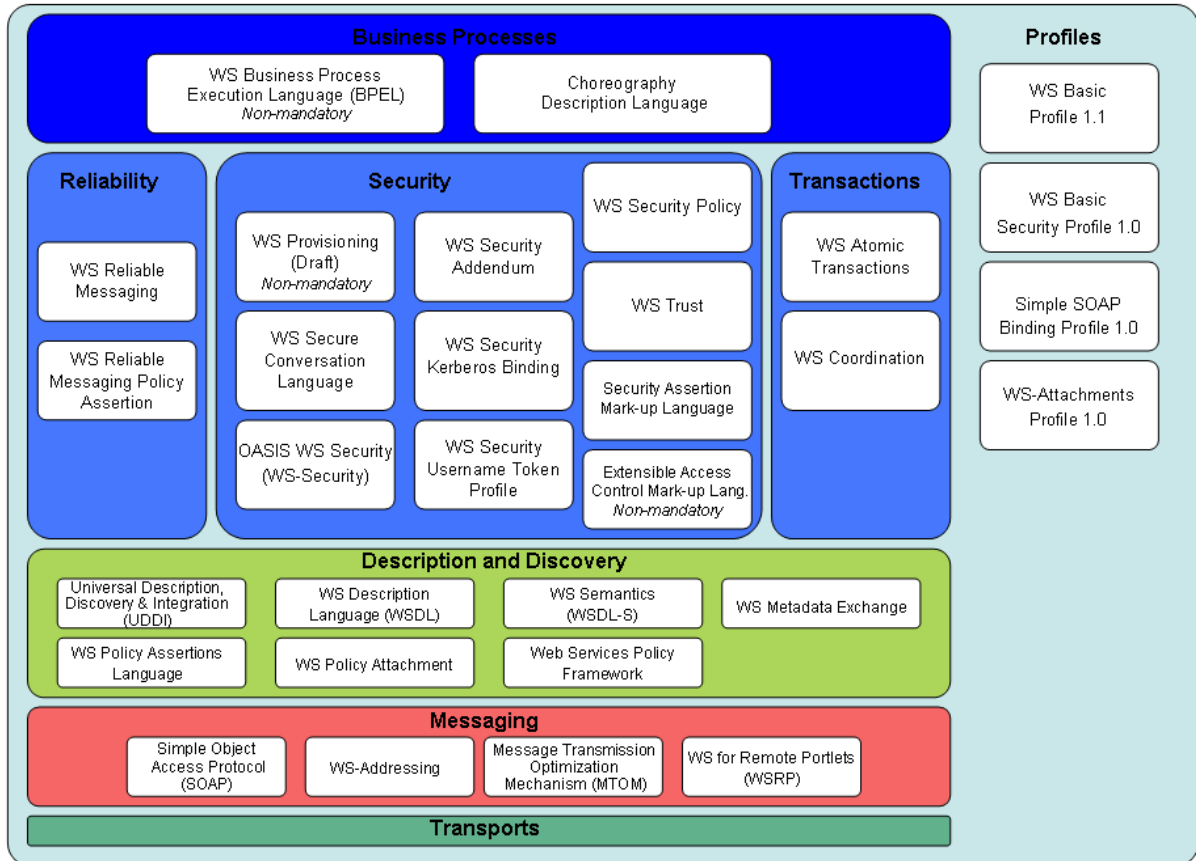 Business Processes
WS Business Process
Execution Language (BPEL)
Non-mandatory
Choreography
Description Language
Reliability
WS Reliable
Messaging
WS Reliable
Messaging Policy
Assertion
Security
WS Provisioning
(Draft)
Non-mandatory
WS Secure
Conversation
Language
OASIS WS Security
(WS-Security)
WS Security
Addendum
WS Security
Kerberos Binding
WS Security
Username Token
Profile
WS Security Policy
WS Trust
Security Assertion
Mark-up Language
Extensible Access
Control Mark-up Lang.
Non-mandatory
Transactions
WS Atomic
Transactions
WS Coordination
Description and Discovery
Universal Description,
Discovery & Integration
(UDDI)
WS Description
Language (WSDL)
WS Semantics
(WSDL-S)
WS Metadata Exchange
WS Policy Assertions
Language
WS Policy Attachment
Web Services Policy
Framework
Messaging
Simple Object
Access Protocol
(SOAP)
WS-Addressing
Message Transmission
Optimization
Mechanism (MTOM)
WS for Remote Portlets
(WSRP)
Transports
Profiles
WS Basic
Profile 1.1
WS Basic
Security Profile 1.0
Simple SOAP
Binding Profile 1.0
WS-Attachments
Profile 1.0